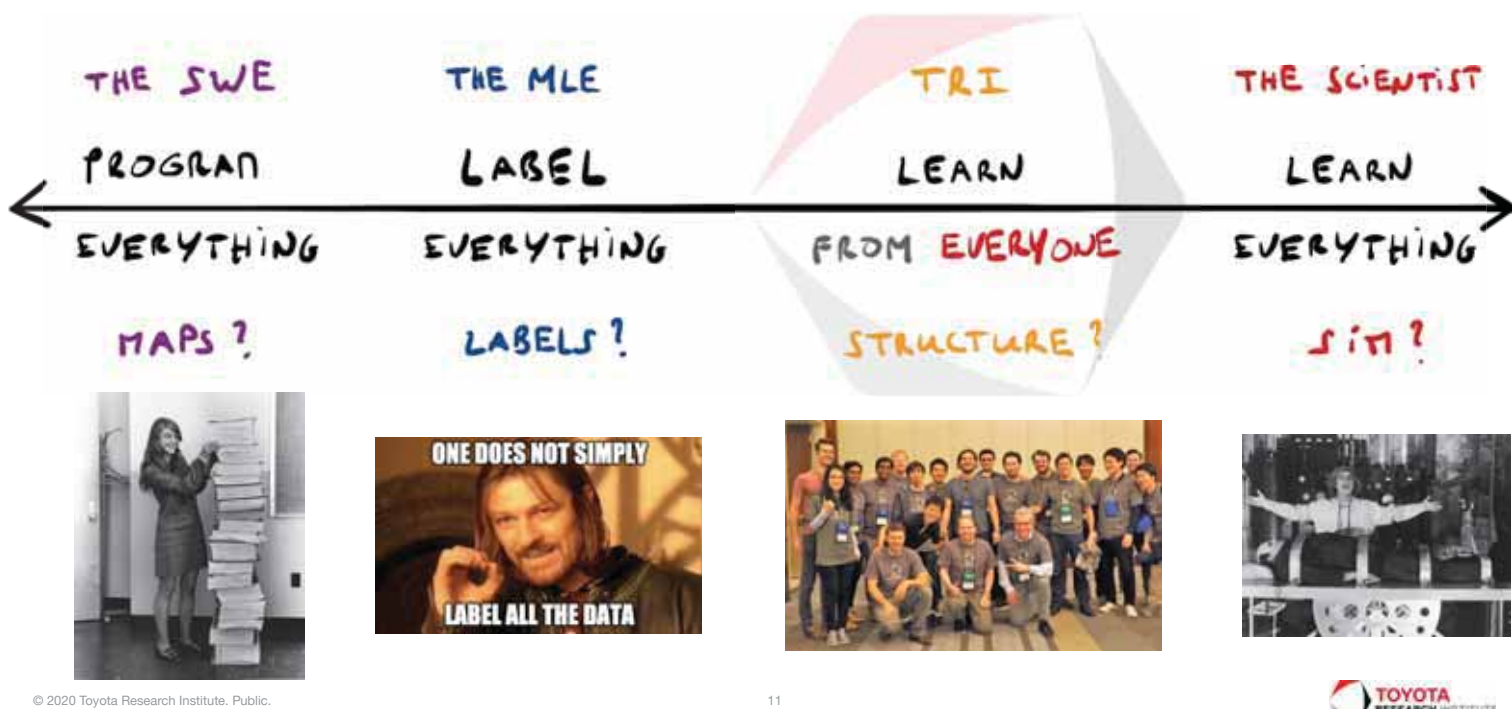 THE SWE
THE MLE
TRI
THE SCIENTIST
PROGRAM
LABEL
LEARN
LEARN
EVERYTHING
EVERYTHING
FROM EVERYONE
EVERYTHING
MAPS?
LABELS?
STRUCTURE?
SIM?
ONE DOES NOT SIMPLY
LABEL ALL THE DATA
© 2020 Toyota Research Institute. Public.
11
TOYOTA
RESEARCH